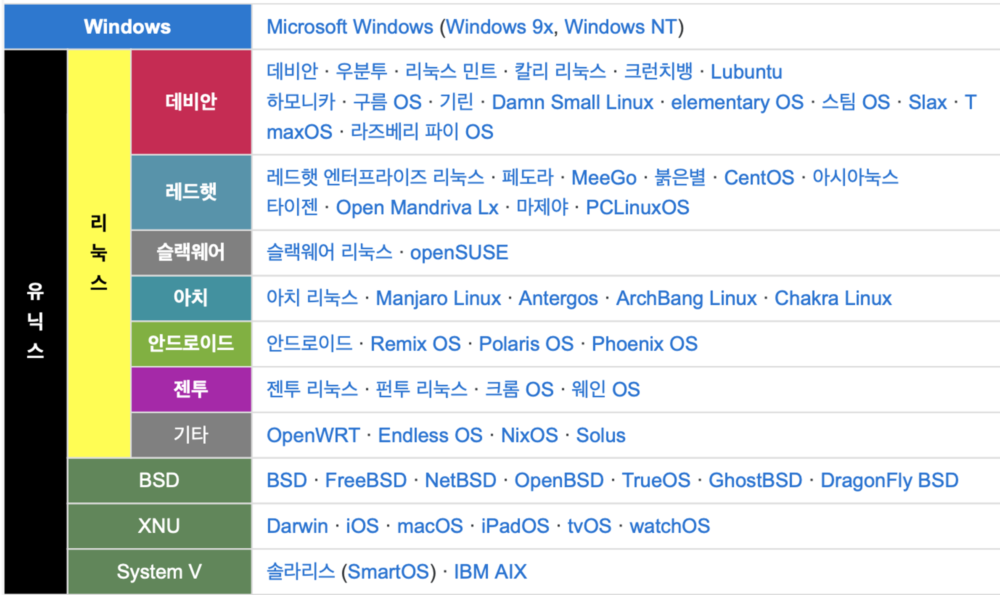 Windows
Microsoft Windows (Windows 9x, Windows NT)
유
닉
스
리
눅
스
데비안
데비안 · 우분투 · 리눅스 민트 · 칼리 리눅스 · 크런치뱅 · Lubuntu
하모니카 · 구름 OS · 기린 · Damn Small Linux · elementary OS · 스팀 OS · Slax · T
maxOS · 라즈베리 파이 OS
레드햇
레드햇 엔터프라이즈 리눅스 · 페도라 · MeeGo · 붉은별 · CentOS · 아시아눅스
타이젠 · Open Mandriva Lx · 마제야 · PCLinuxOS
슬랙웨어
슬랙웨어 리눅스 · openSUSE
아치
아치 리눅스 · Manjaro Linux · Antergos · ArchBang Linux · Chakra Linux
안드로이드
안드로이드 · Remix OS · Polaris OS · Phoenix OS
젠투
젠투 리눅스 · 펀투 리눅스 · 크롬 OS · 웨인 OS
기타
OpenWRT · Endless OS · NixOS · Solus
BSD
BSD · FreeBSD · NetBSD · OpenBSD · TrueOS · GhostBSD · DragonFly BSD
XNU
Darwin · iOS · macOS · iPadOS · tvOS · watchOS
System V
솔라리스 (SmartOS) · IBM AIX